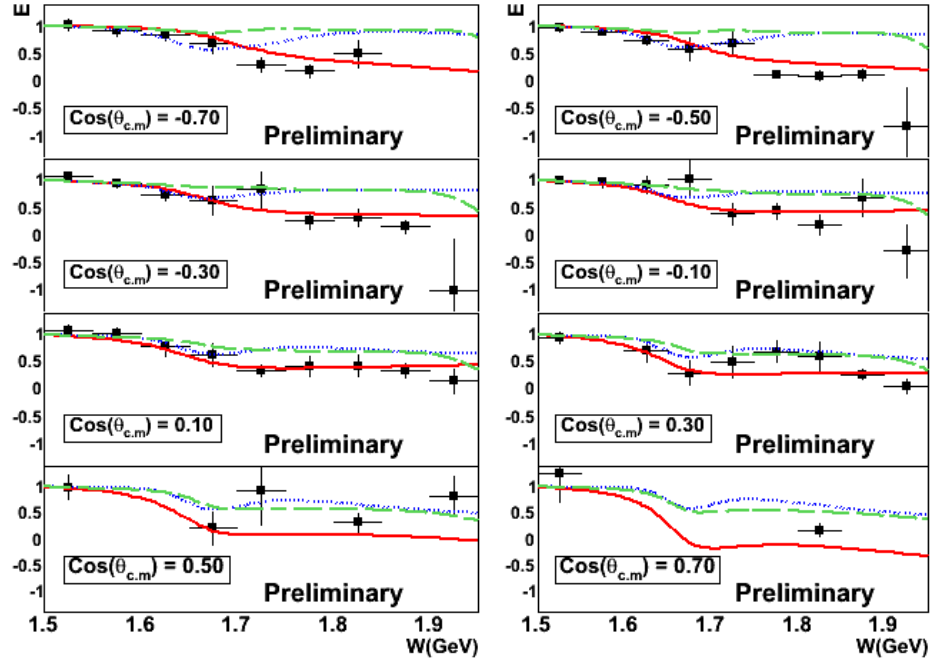 E
E
1
0.5
0
-0.5
-1
Cos(θc.m) = -0.70
Preliminary
1
0.5
0
-0.5
-1
Cos(θc.m) = -0.50
Preliminary
1
0.5
0
-0.5
-1
Cos(θc.m) = -0.30
Preliminary
1
0.5
0
-0.5
-1
Cos(θc.m) = -0.10
Preliminary
1
0.5
0
-0.5
-1
Cos(θc.m) = 0.10
Preliminary
1
0.5
0
-0.5
-1
Cos(θc.m) = 0.30
Preliminary
1
0.5
0
-0.5
-1
Cos(θc.m) = 0.50
Preliminary
1
0.5
0
-0.5
-1
Cos(θc.m) = 0.70
Preliminary
1.5 1.6 1.7 1.8 1.9
W(GeV)
1.5 1.6 1.7 1.8 1.9
W(GeV)